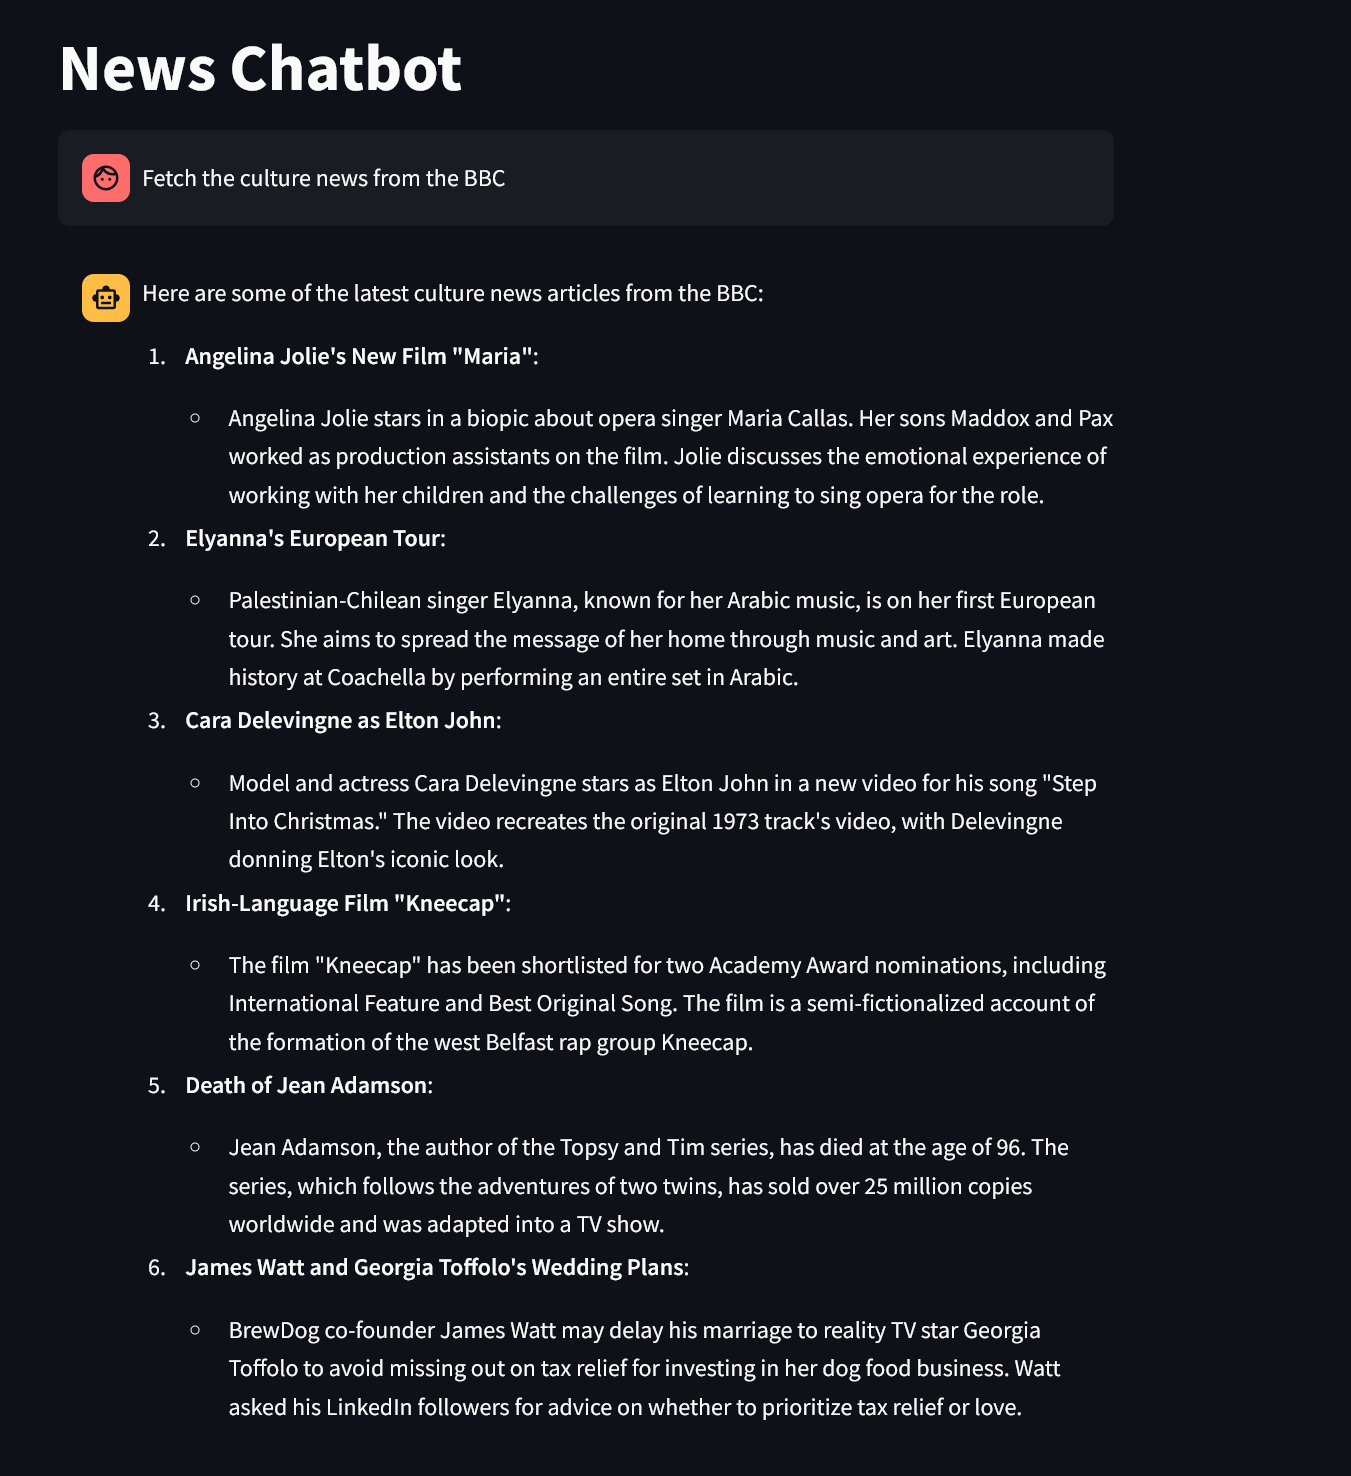 News Chatbot
Fetch the culture news from the BBC
Here are some of the latest culture news articles from the BBC:
1. Angelina Jolie's New Film "Maria":
○ Angelina Jolie stars in a biopic about opera singer Maria Callas. Her sons Maddox and Pax
worked as production assistants on the film. Jolie discusses the emotional experience of
working with her children and the challenges of learning to sing opera for the role.
2. Elyanna's European Tour:
○ Palestinian-Chilean singer Elyanna, known for her Arabic music, is on her first European
tour. She aims to spread the message of her home through music and art. Elyanna made
history at Coachella by performing an entire set in Arabic.
3. Cara Delevingne as Elton John:
○ Model and actress Cara Delevingne stars as Elton John in a new video for his song "Step
Into Christmas." The video recreates the original 1973 track's video, with Delevingne
donning Elton's iconic look.
4. Irish-Language Film "Kneecap":
○ The film "Kneecap" has been shortlisted for two Academy Award nominations, including
International Feature and Best Original Song. The film is a semi-fictionalized account of
the formation of the west Belfast rap group Kneecap.
5. Death of Jean Adamson:
○ Jean Adamson, the author of the Topsy and Tim series, has died at the age of 96. The
series, which follows the adventures of two twins, has sold over 25 million copies
worldwide and was adapted into a TV show.
6. James Watt and Georgia Toffolo's Wedding Plans:
○ BrewDog co-founder James Watt may delay his marriage to reality TV star Georgia
Toffolo to avoid missing out on tax relief for investing in her dog food business. Watt
asked his LinkedIn followers for advice on whether to prioritize tax relief or love.